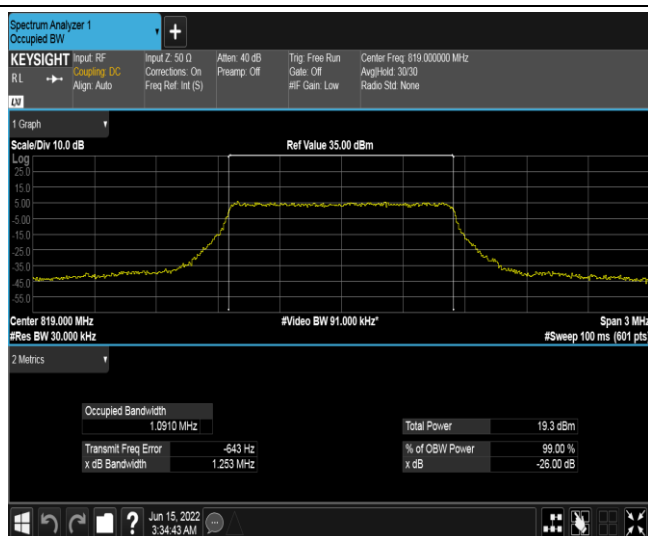 Spectrum Analyzer 1
Occupied BW
KEYSIGHT
RL
LXI
Input: RF
Coupling: DC
Align: Auto
Input Z: 50 Ω
Corrections: On
Freq Ref: Int (S)
Atten: 40 dB
Preamp: Off
Trig: Free Run
Gate: Off
#IF Gain: Low
Center Freq: 819.000000 MHz
Avg|Hold: 30/30
Radio Std: None
1 Graph
Scale/Div 10.0 dB
Ref Value 35.00 dBm
Log
25.0
15.0
5.00
-5.00
-15.0
-25.0
-35.0
-45.0
-55.0
Center 819.000 MHz
#Video BW 91.000 kHz*
Span 3 MHz
#Res BW 30.000 kHz
#Sweep 100 ms (601 pts)
2 Metrics
Occupied Bandwidth
1.0910 MHz
Total Power 19.3 dBm
Transmit Freq Error -643 Hz
% of OBW Power 99.00 %
x dB Bandwidth 1.253 MHz
x dB -26.00 dB
?
Jun 15, 2022
3:34:43 AM